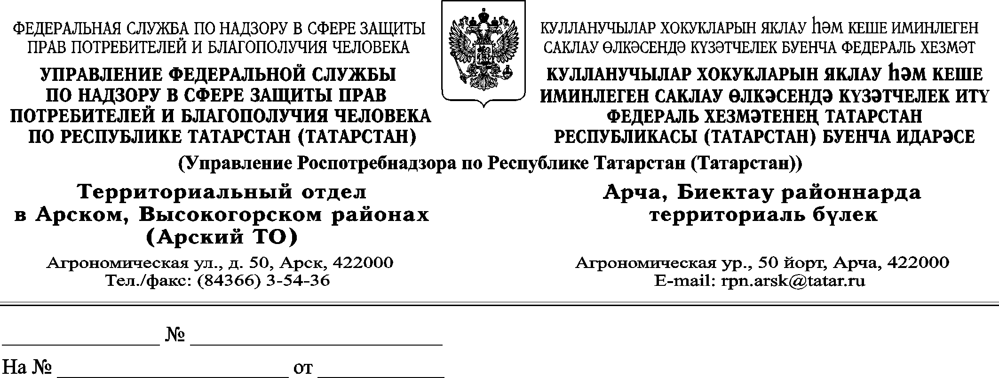 ФЕДЕРАЛЬНАЯ СЛУЖБА ПО НАДЗОРУ В СФЕРЕ ЗАЩИТЫ
ПРАВ ПОТРЕБИТЕЛЕЙ И БЛАГОПОЛУЧИЯ ЧЕЛОВЕКА
УПРАВЛЕНИЕ ФЕДЕРАЛЬНОЙ СЛУЖБЫ
ПО НАДЗОРУ В СФЕРЕ ЗАЩИТЫ ПРАВ
ПОТРЕБИТЕЛЕЙ И БЛАГОПОЛУЧИЯ ЧЕЛОВЕКА
ПО РЕСПУБЛИКЕ ТАТАРСТАН (ТАТАРСТАН)
КУЛЛАНУЧЫЛАР ХОКУКЛАРЫН ЯКЛАУ ҺӘМ КЕШЕ ИМИНЛЕГЕН
САКЛАУ ӨЛКӘСЕНДӘ КҮЗӘТЧЕЛЕК БУЕНЧА ФЕДЕРАЛЬ ХЕЗМӘТ
КУЛЛАНУЧЫЛАР ХОКУКЛАРЫН ЯКЛАУ ҺӘМ КЕШЕ
ИМИНЛЕГЕН САКЛАУ ӨЛКӘСЕНДӘ КҮЗӘТЧЕЛЕК ИТҮ
ФЕДЕРАЛЬ ХЕЗМӘТЕНЕҢ ТАТАРСТАН
РЕСПУБЛИКАСЫ (ТАТАРСТАН) БУЕНЧА ИДАРӘСЕ
(Управление Роспотребнадзора по Республике Татарстан (Татарстан))
Территориальный отдел
в Арском, Высокогорском районах
(Арский ТО)
Агрономическая ул., д. 50, Арск, 422000
Тел./факс: (84366) 3-54-36
Арча, Биектау районнарда
территориаль бүлек
Агрономическая ур., 50 йорт, Арча, 422000
E-mail: rpn.arsk@tatar.ru
№
На № от